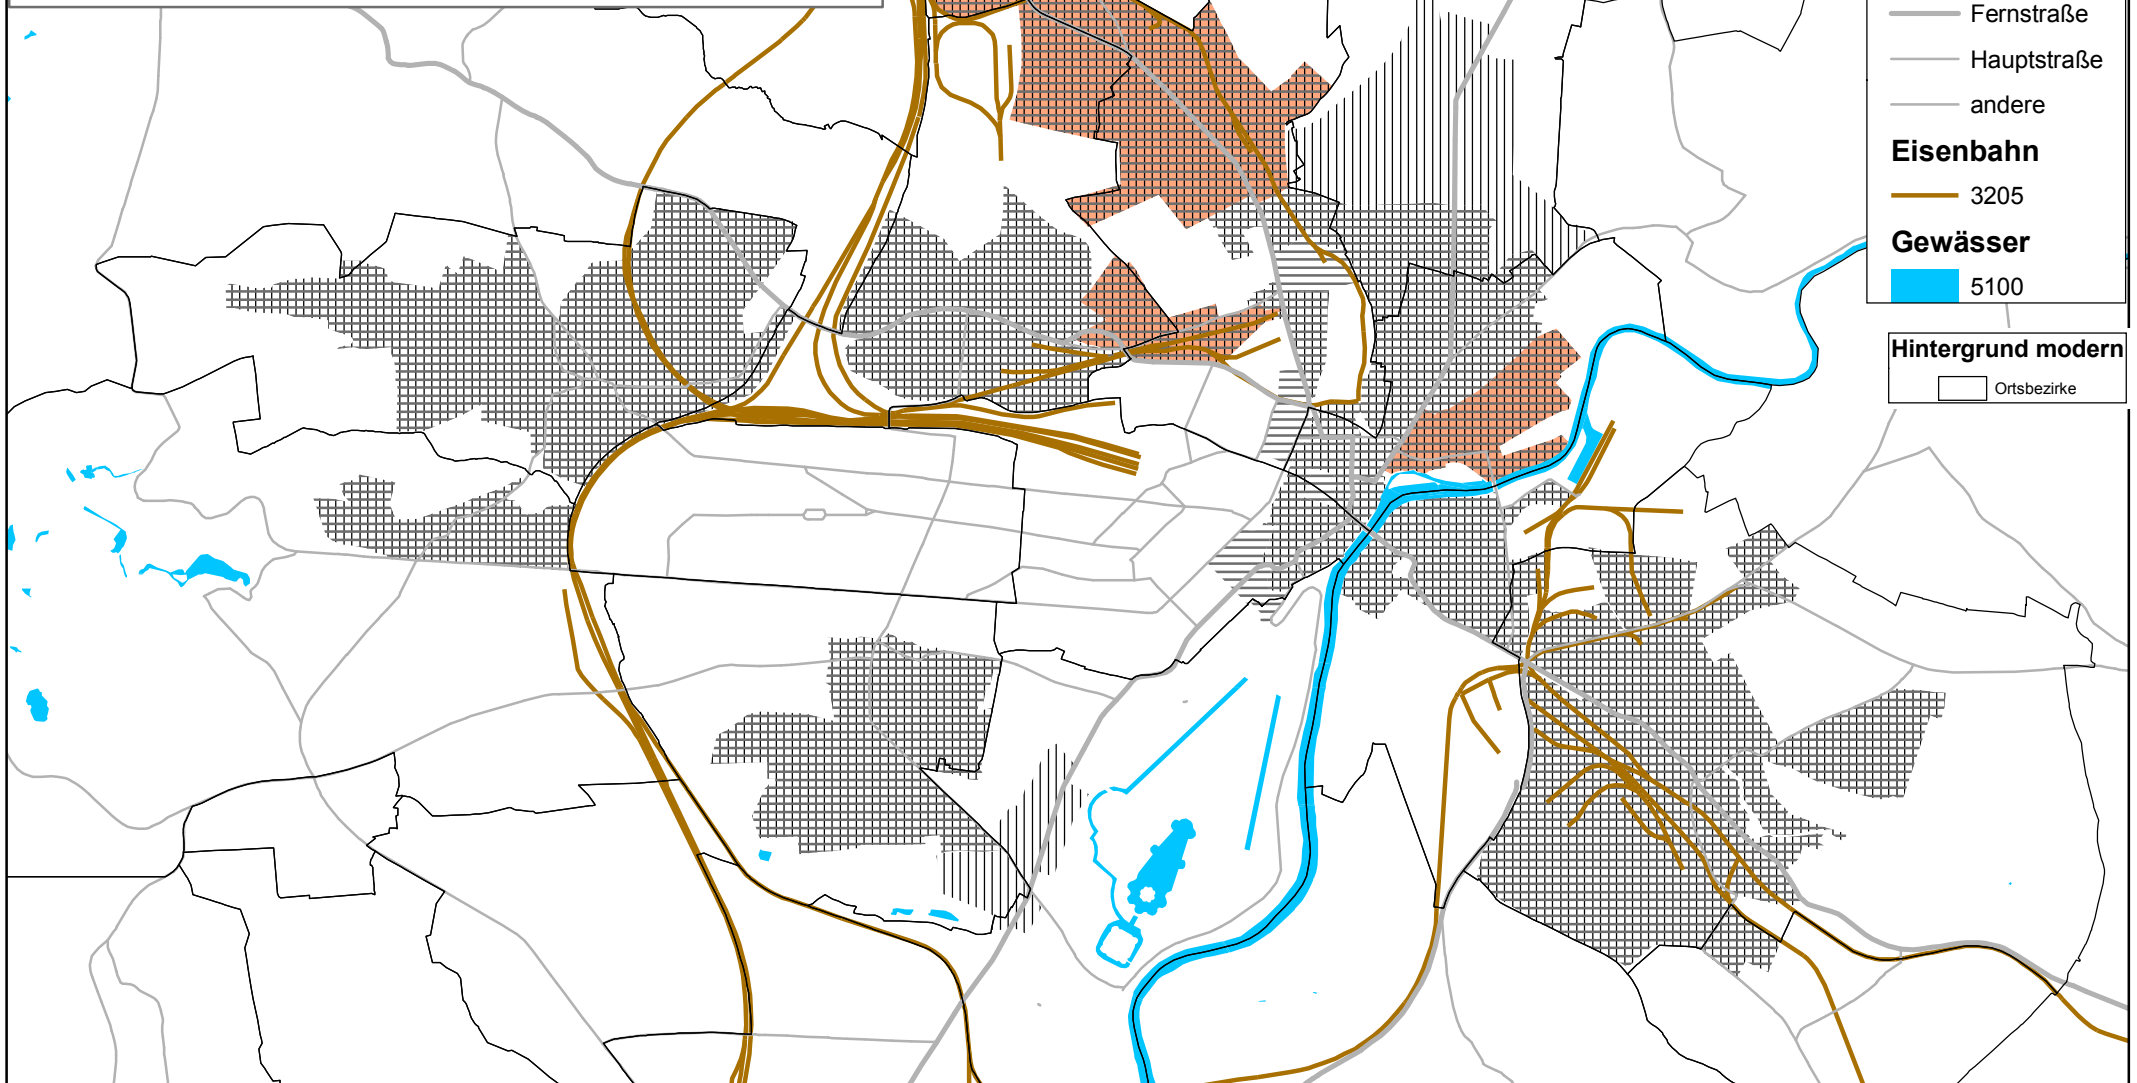 Fernstraße
Hauptstraße
andere
Eisenbahn
3205
Gewässer
5100
Hintergrund modern
Ortsbezirke